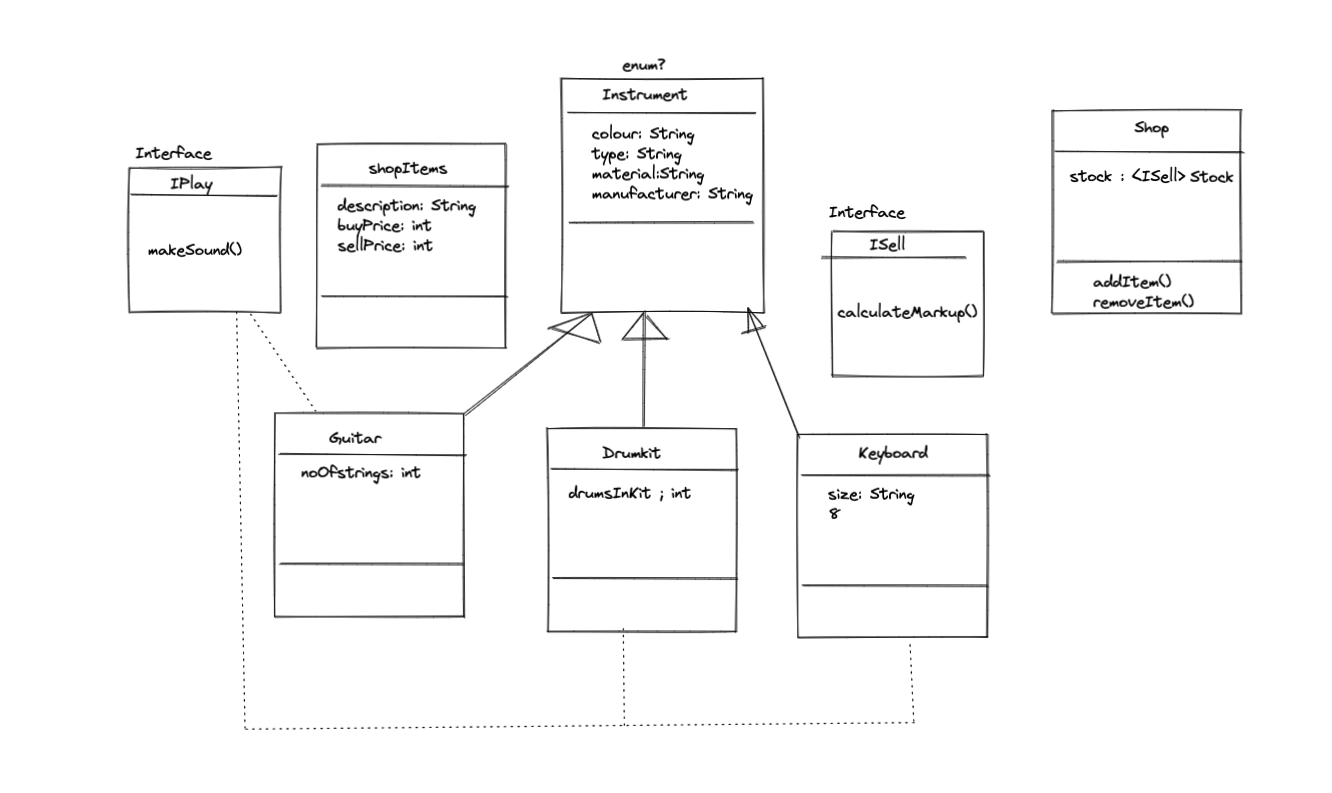 enum?
Instrument
colour: String
type: String
material:String
manufacturer: String
Interface
IPlay
makeSound()
shopItems
description: String
buyPrice: int
sellPrice: int
Interface
ISell
calculateMarkup()
Shop
stock : <ISell> Stock
addItem()
removeItem()
Guitar
noOfstrings: int
Drumkit
drumsInKit ; int
Keyboard
size: String
8